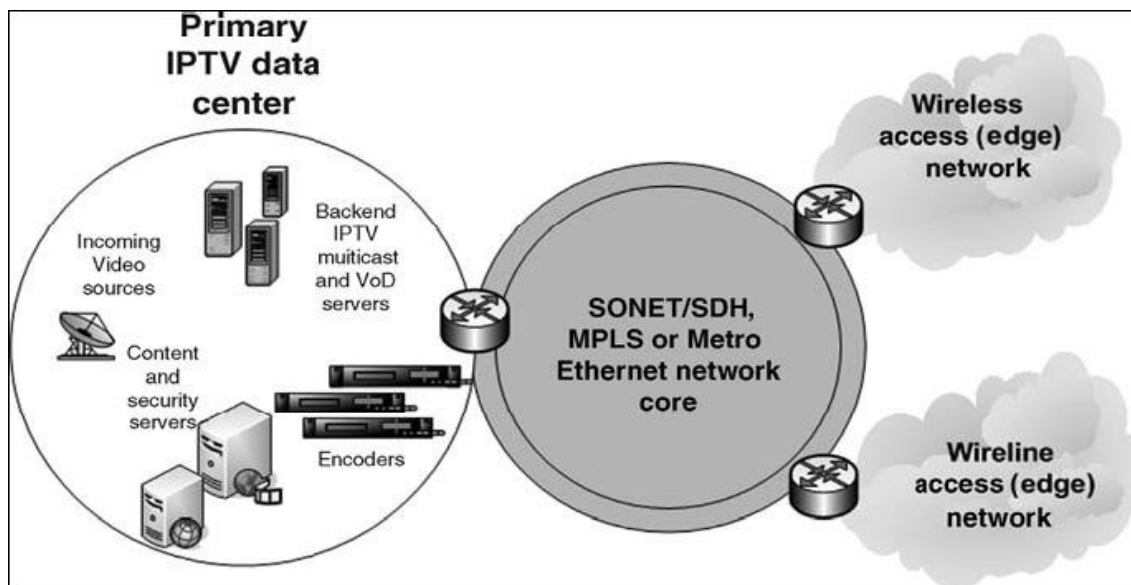 Primary
IPTV data
center
Incoming
Video
sources
Backend
IPTV
muiticast
and VoD
servers
Content
and
security
servers
Encoders
SONET/SDH,
MPLS or Metro
Ethernet network
core
Wireless
access (edge)
network
Wireline
access (edge)
network